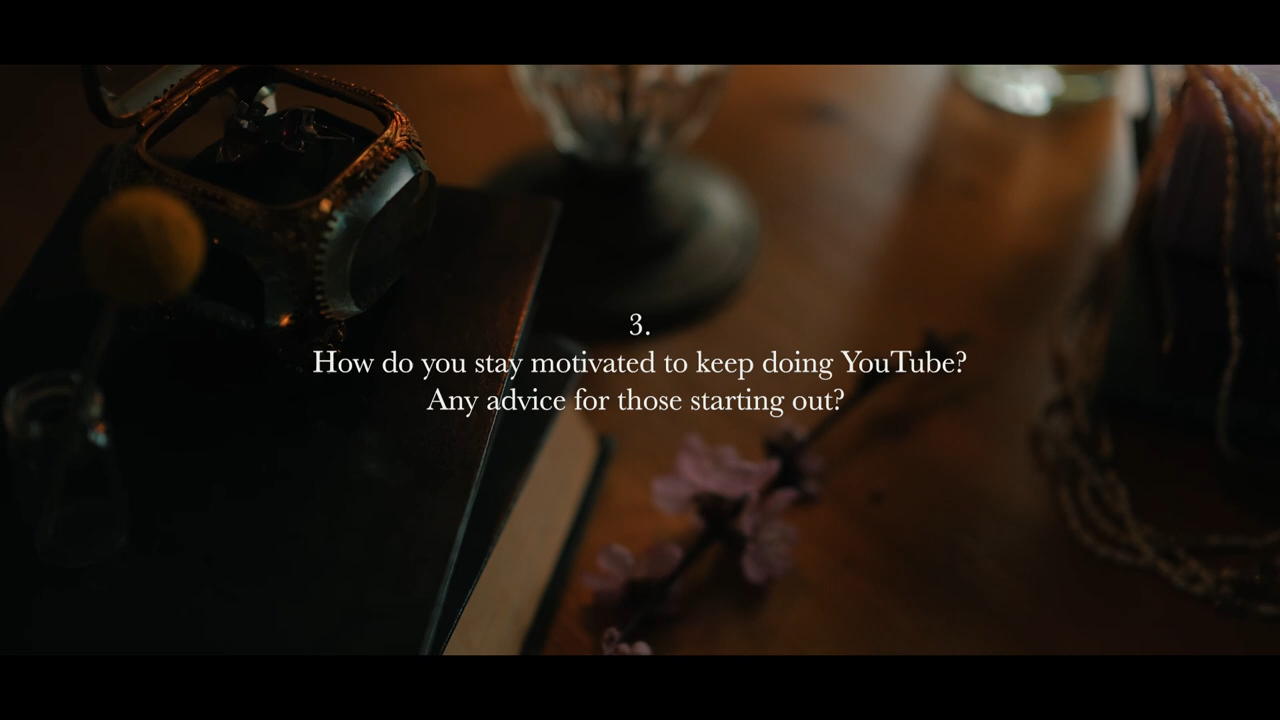 3.
How do you stay motivated to keep doing YouTube?
Any advice for those starting out?